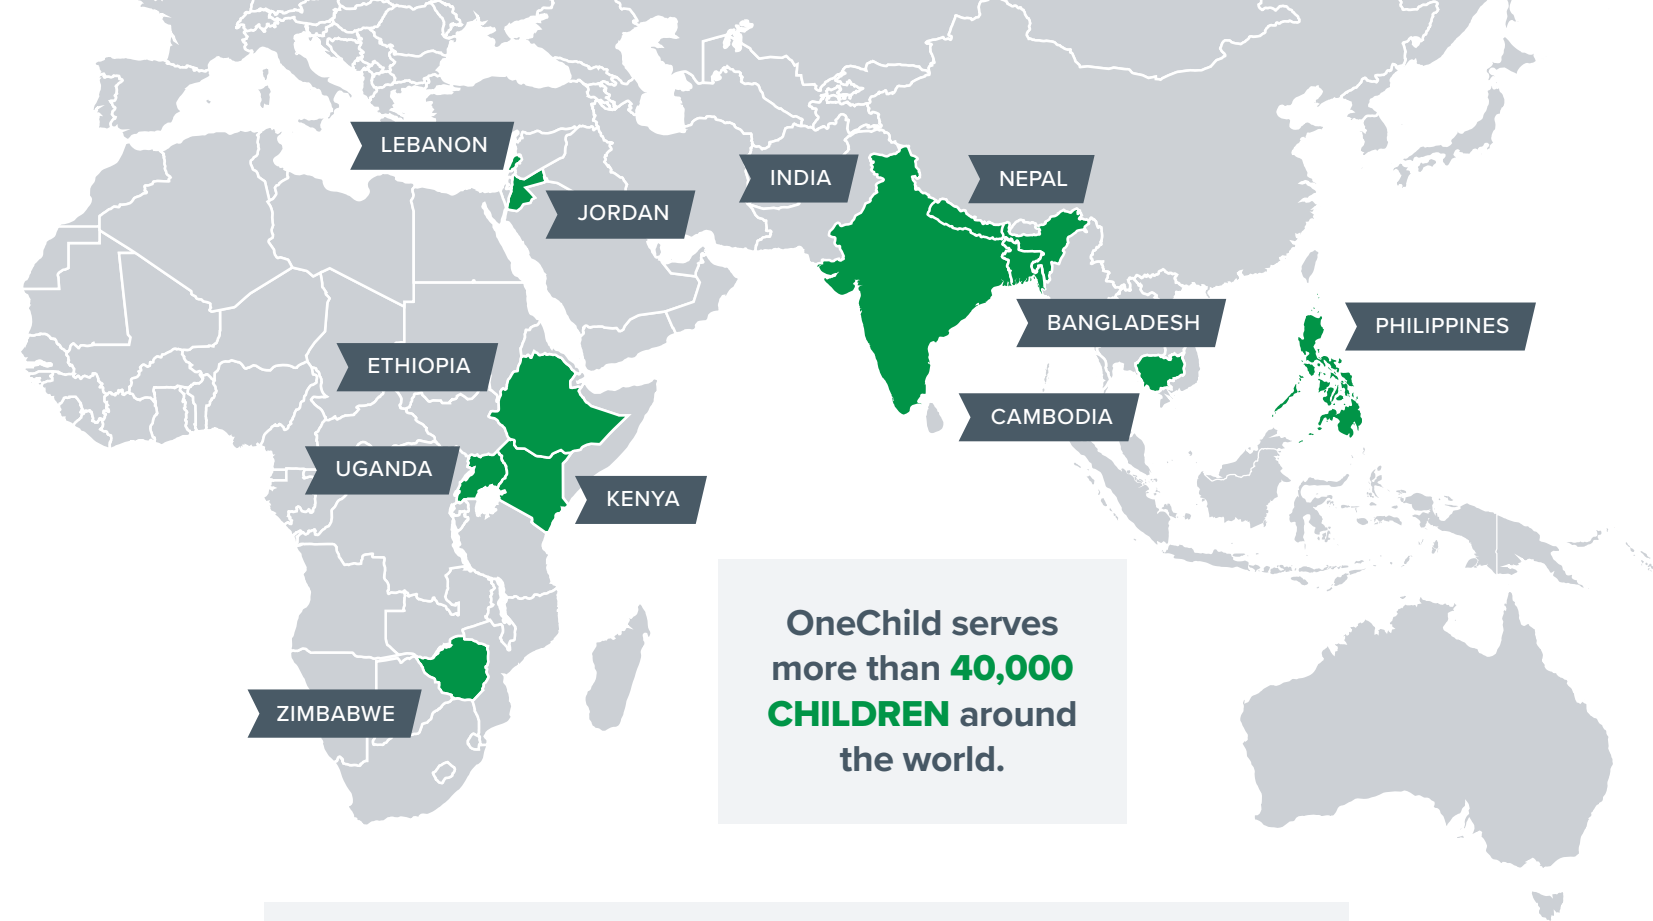 LEBANON
INDIA
NEPAL
JORDAN
BANGLADESH
PHILIPPINES
ETHIOPIA
CAMBODIA
UGANDA
KENYA
OneChild serves
more than 40,000
CHILDREN around
the world.
ZIMBABWE